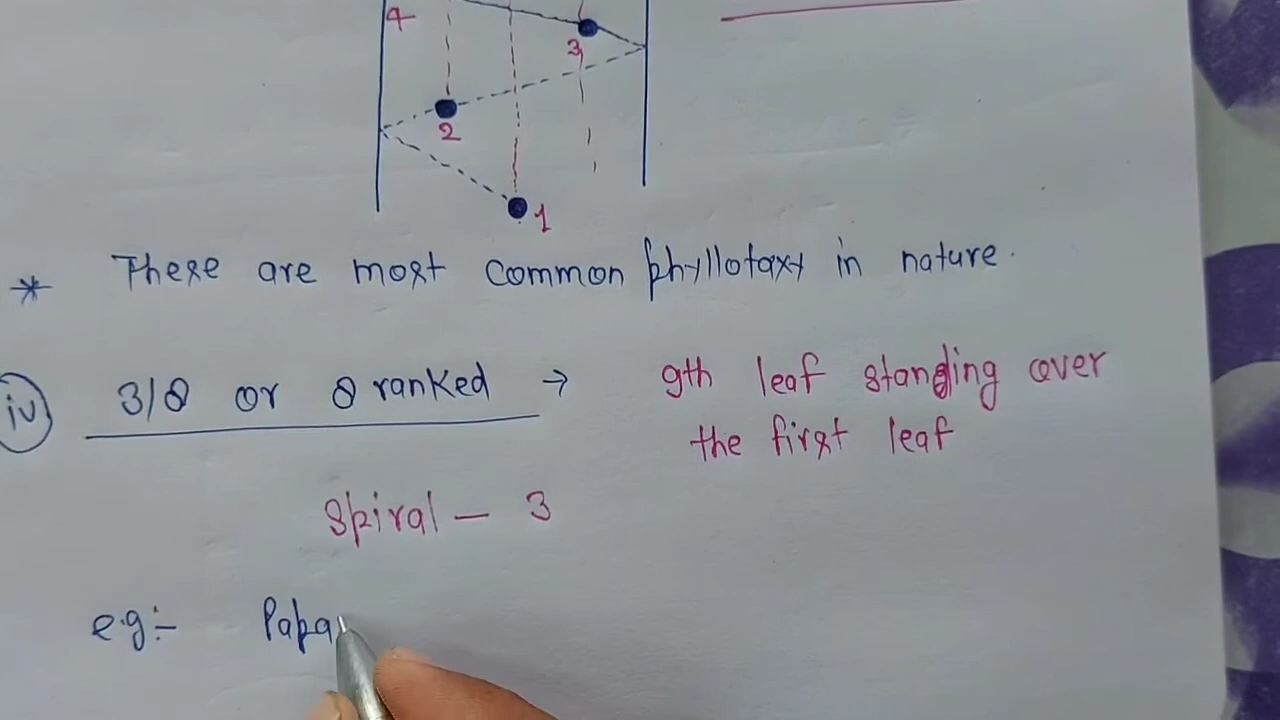 4
3
2
1
* These are most common phyllotaxy in nature.
iv) 3/8 or 8 ranked → 9th leaf standing over
the first leaf
Spiral - 3
e.g:- Papa